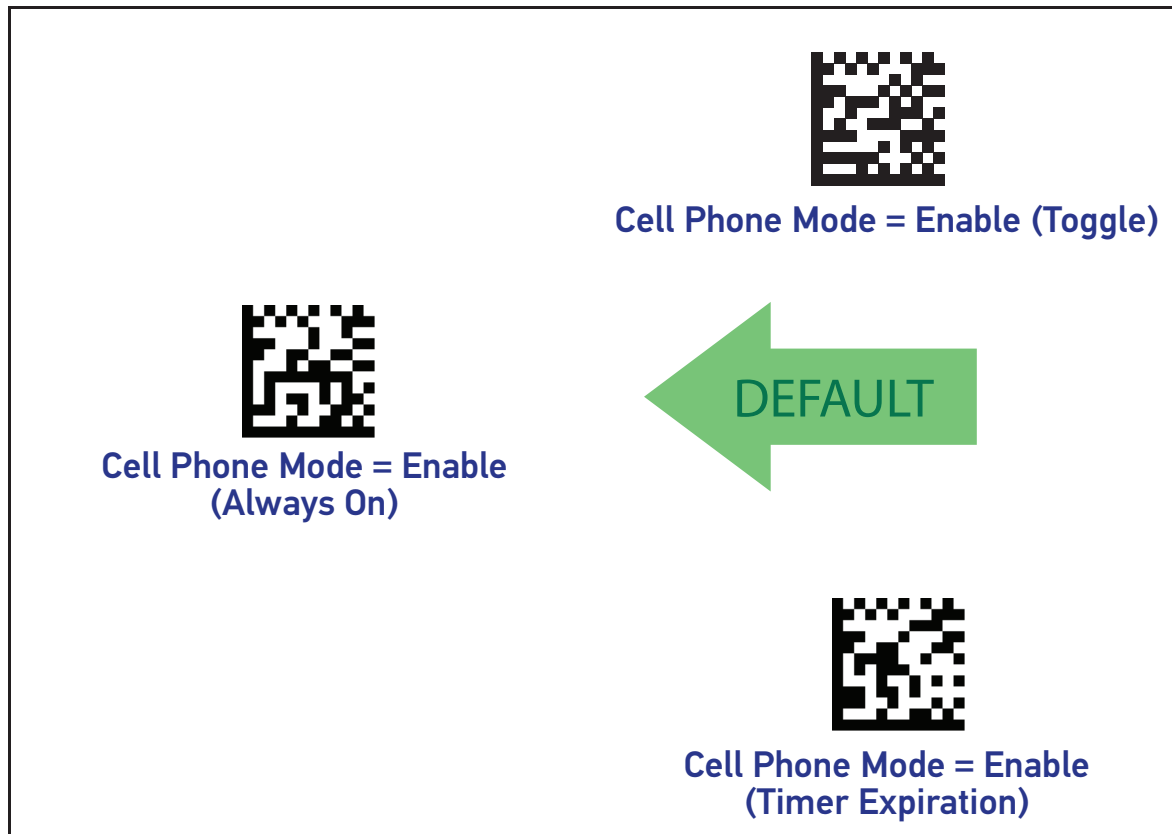 Cell Phone Mode = Enable (Toggle)
DEFAULT
Cell Phone Mode = Enable
(Always On)
Cell Phone Mode = Enable
(Timer Expiration)